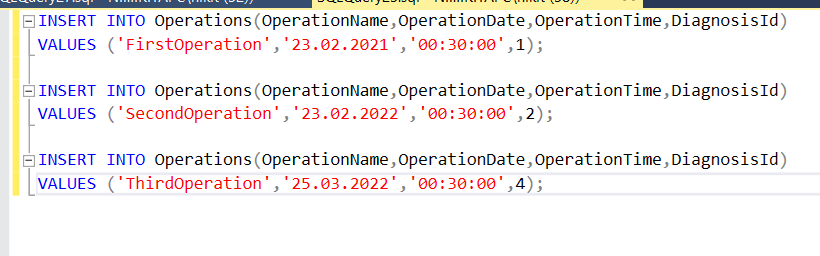 INSERT INTO Operations(OperationName,OperationDate,OperationTime,DiagnosisId)
VALUES ('FirstOperation','23.02.2021','00:30:00',1);
INSERT INTO Operations(OperationName,OperationDate,OperationTime,DiagnosisId)
VALUES ('SecondOperation','23.02.2022','00:30:00',2);
INSERT INTO Operations(OperationName,OperationDate,OperationTime,DiagnosisId)
VALUES ('ThirdOperation','25.03.2022','00:30:00',4);